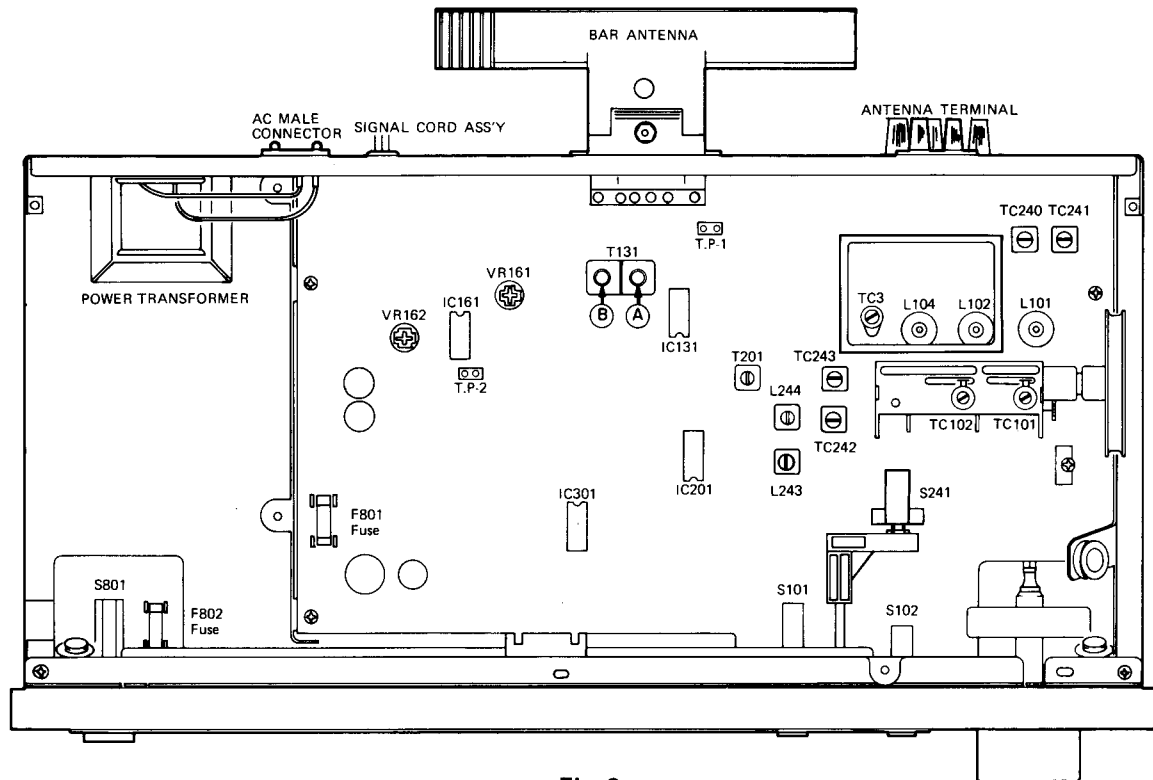 BAR ANTENNA
AC MALE
CONNECTOR
SIGNAL CORD ASS'Y
ANTENNA TERMINAL
POWER TRANSFORMER
T.P-1
TC240
TC241
T131
B
A
VR161
IC161
VR162
T.P-2
IC131
TC3
L104
L102
L101
T201
TC243
L244
TC242
L243
TC102
TC101
IC201
IC301
S241
F801
Fuse
S801
F802
Fuse
S101
S102